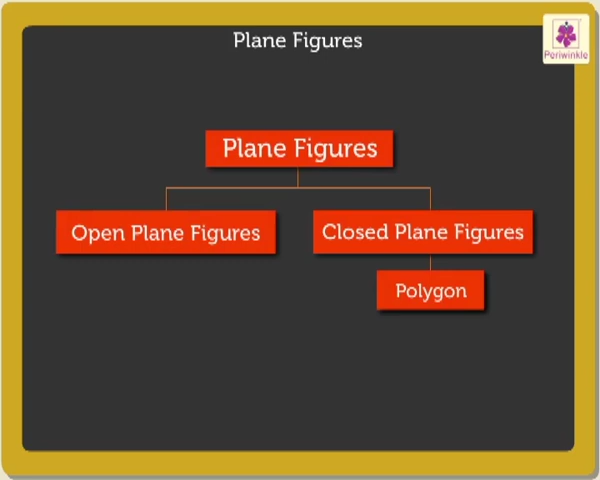 Plane Figures
Periwinkle
Plane Figures
Open Plane Figures
Closed Plane Figures
Polygon